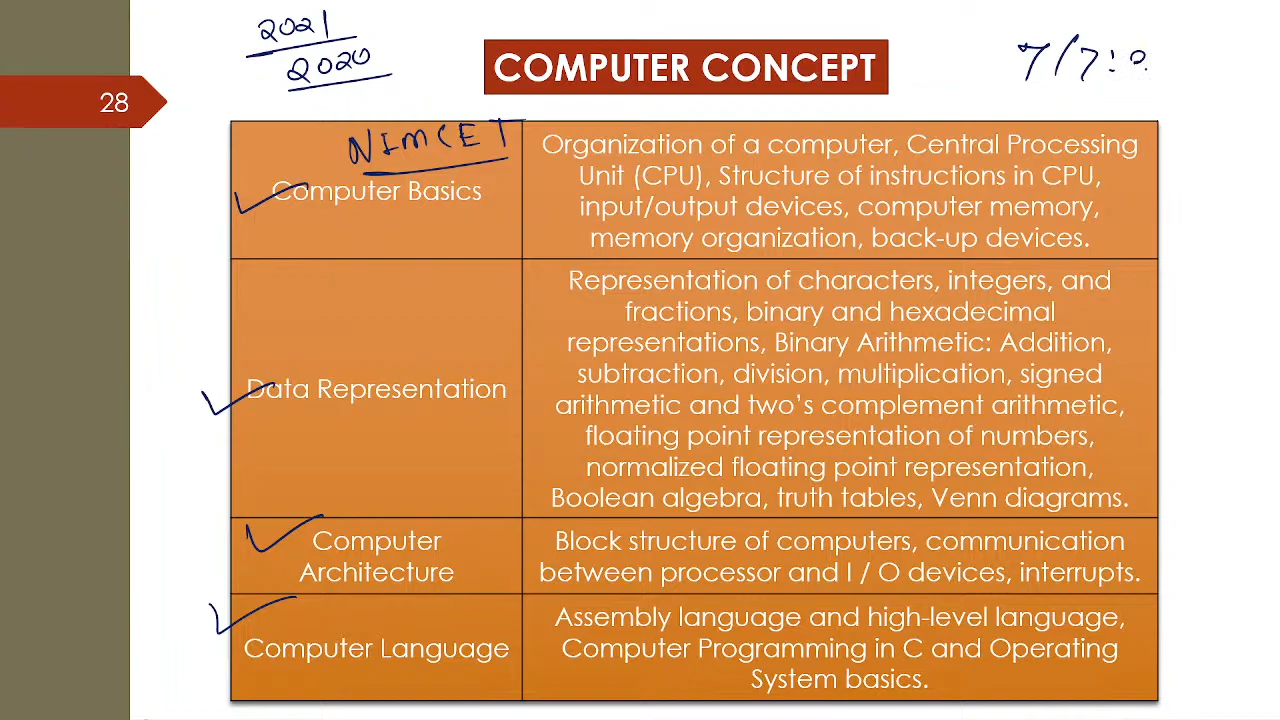 2021
2020
COMPUTER CONCEPT
28
NIMCET
Computer Basics
Organization of a computer, Central Processing
Unit (CPU), Structure of instructions in CPU,
input/output devices, computer memory,
memory organization, back-up devices.
Data Representation
Representation of characters, integers, and
fractions, binary and hexadecimal
representations, Binary Arithmetic: Addition,
subtraction, division, multiplication, signed
arithmetic and two's complement arithmetic,
floating point representation of numbers,
normalized floating point representation,
Boolean algebra, truth tables, Venn diagrams.
Computer
Architecture
Block structure of computers, communication
between processor and I / O devices, interrupts.
Computer Language
Assembly language and high-level language,
Computer Programming in C and Operating
System basics.